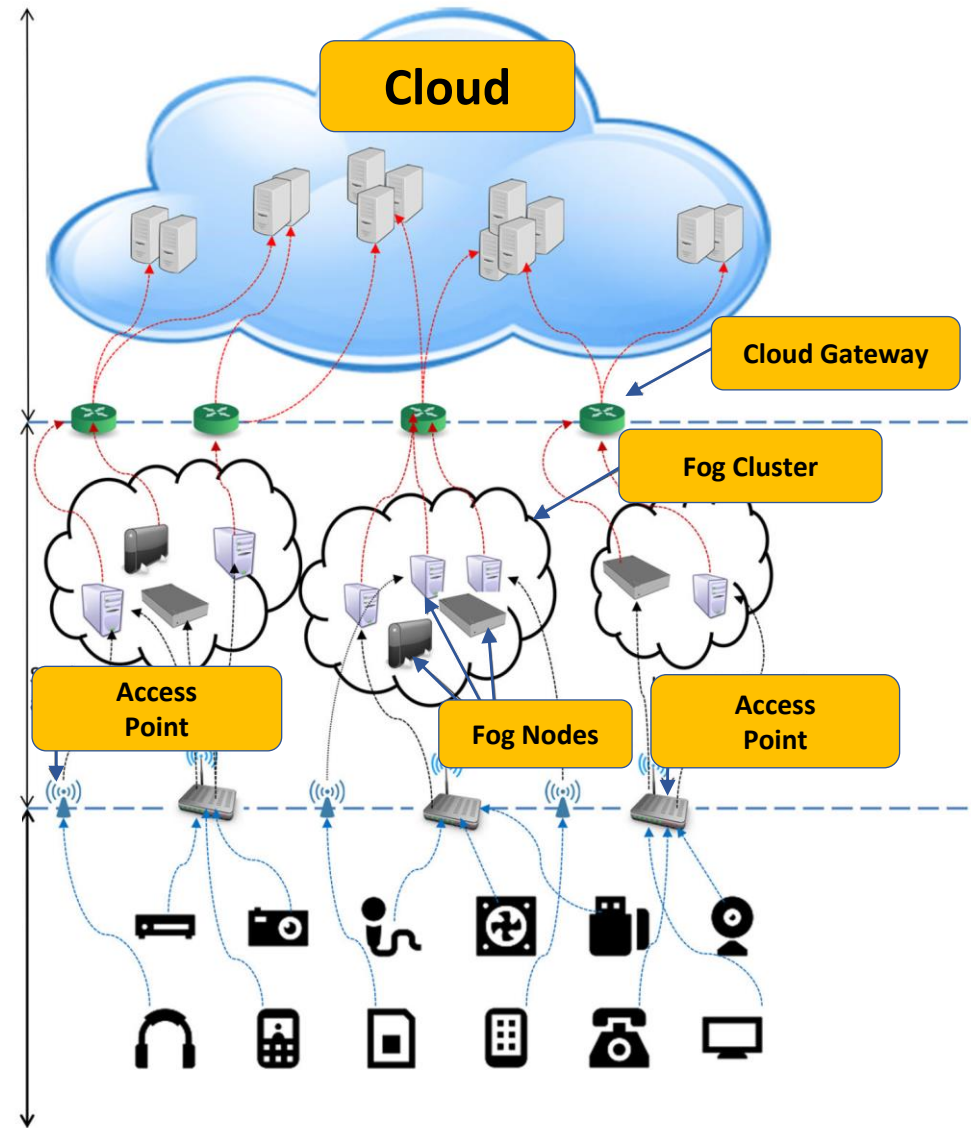 Cloud
Cloud Gateway
Fog Cluster
Access
Point
Fog Nodes
Access
Point